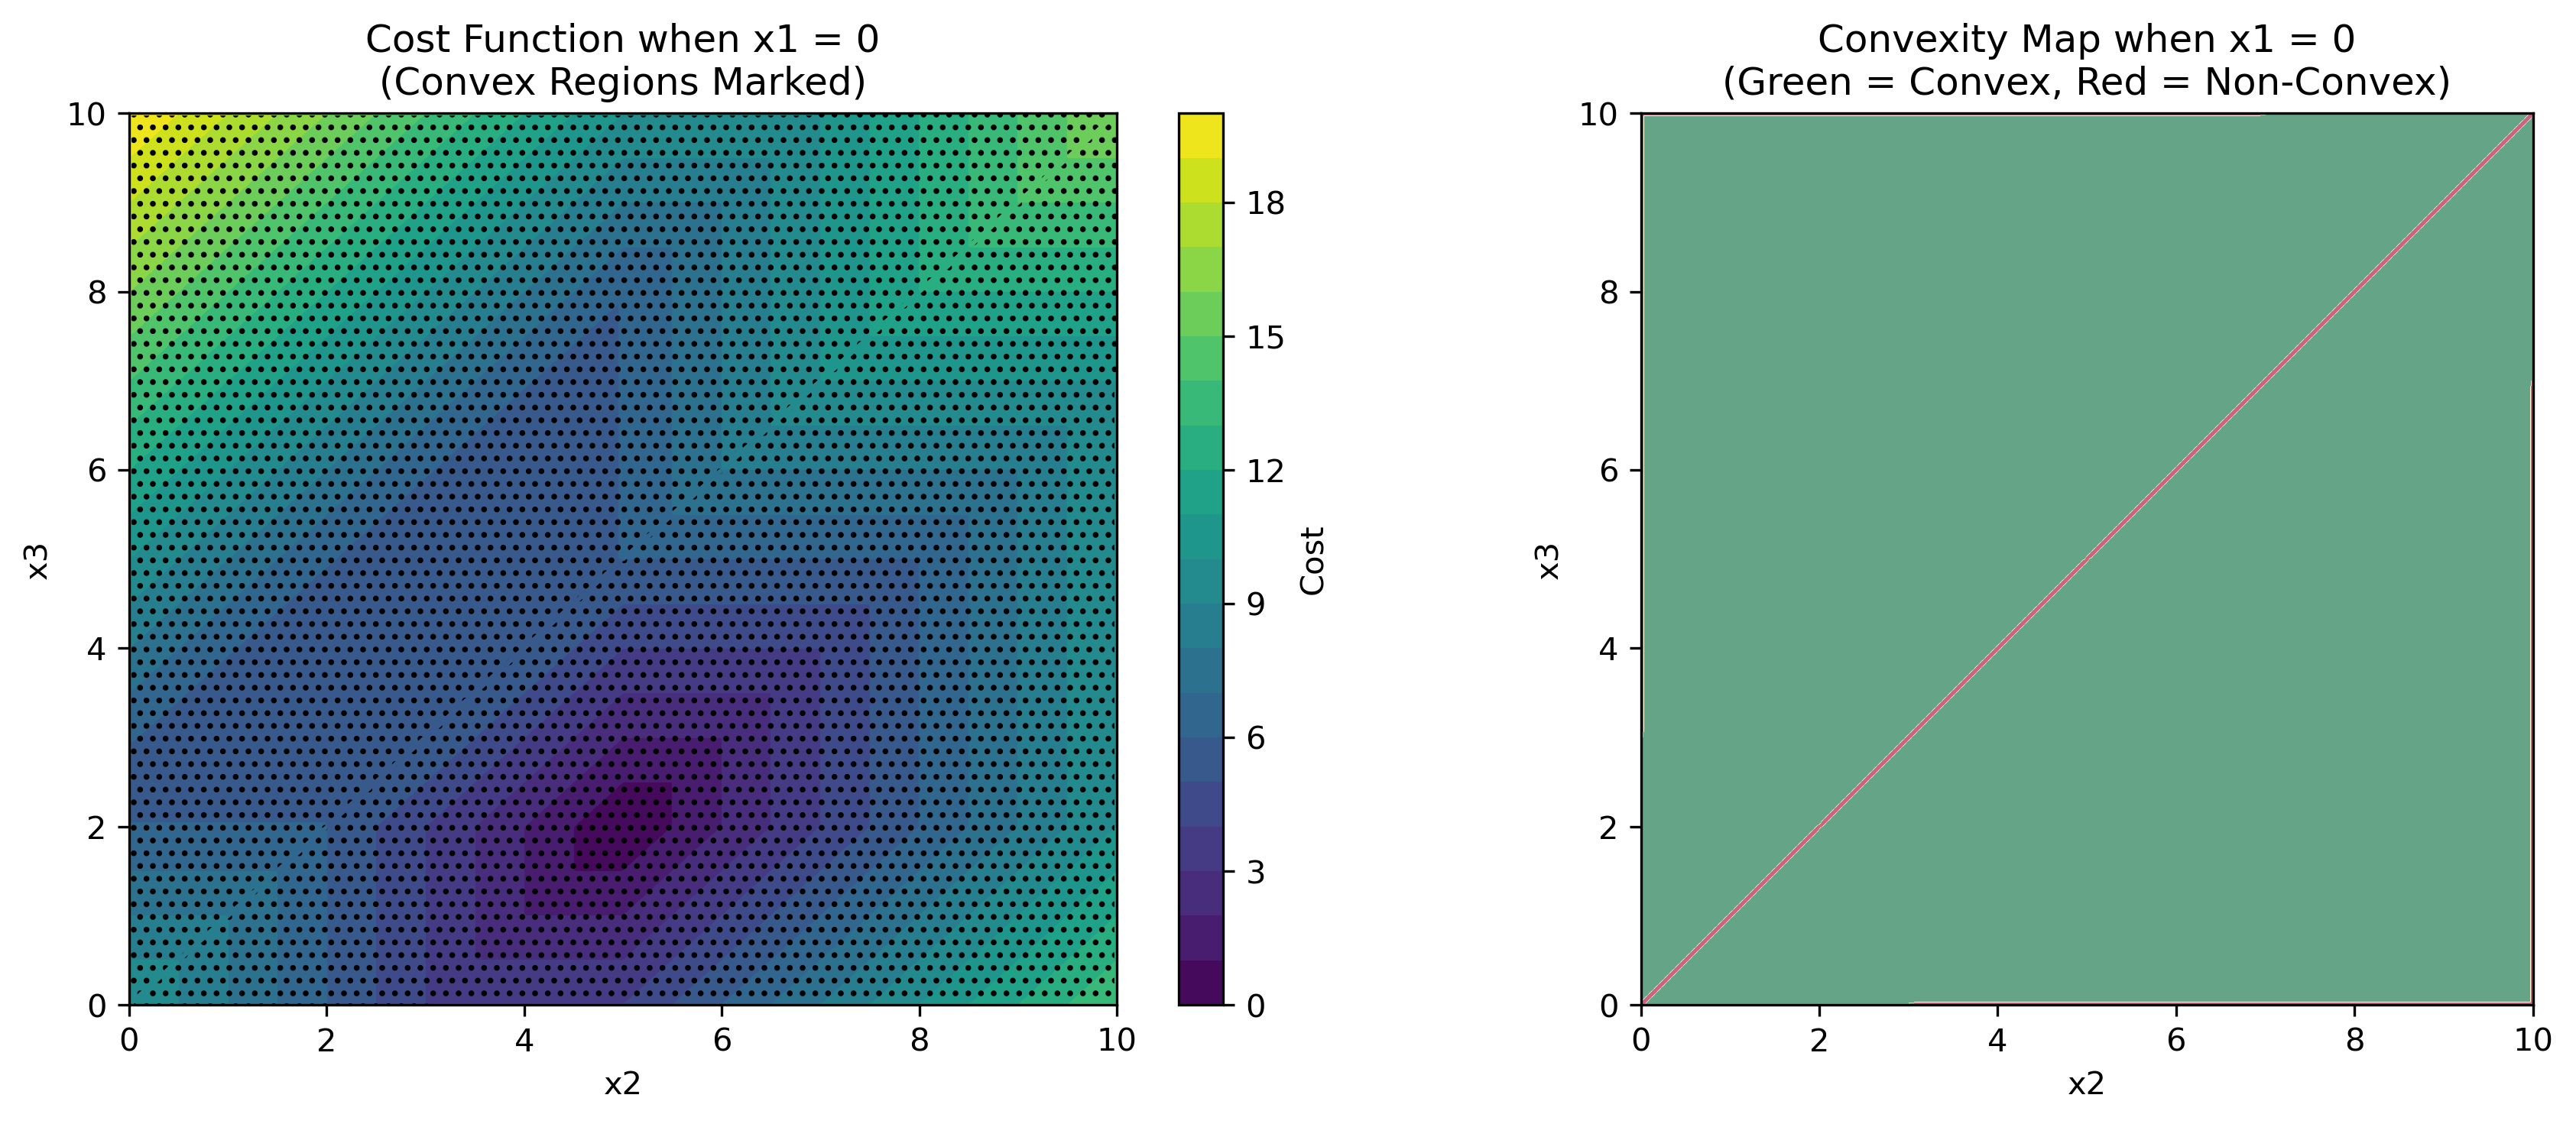 Cost Function when x1 = 0
(Convex Regions Marked)
10
8
6
4
2
0
x3
0 2 4 6 8 10
x2
18
15
12
9
6
3
0
Cost
Convexity Map when x1 = 0
(Green = Convex, Red = Non-Convex)
10
8
6
4
2
0
x3
0 2 4 6 8 10
x2